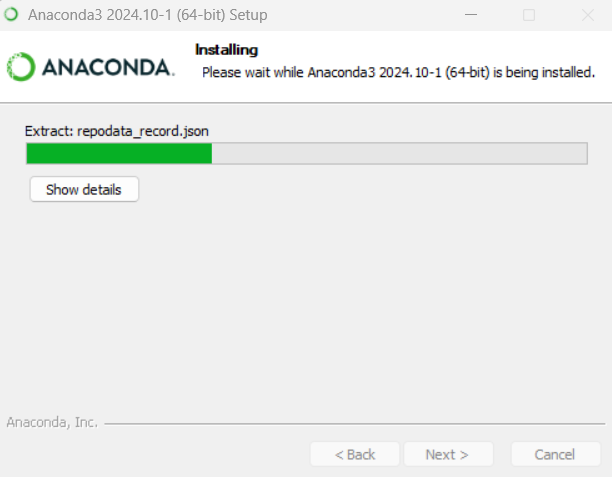 Anaconda3 2024.10-1 (64-bit) Setup
ANACONDA.
Installing
Please wait while Anaconda3 2024.10-1 (64-bit) is being installed.
Extract: repodata_record.json
Show details
Anaconda, Inc.
< Back
Next >
Cancel